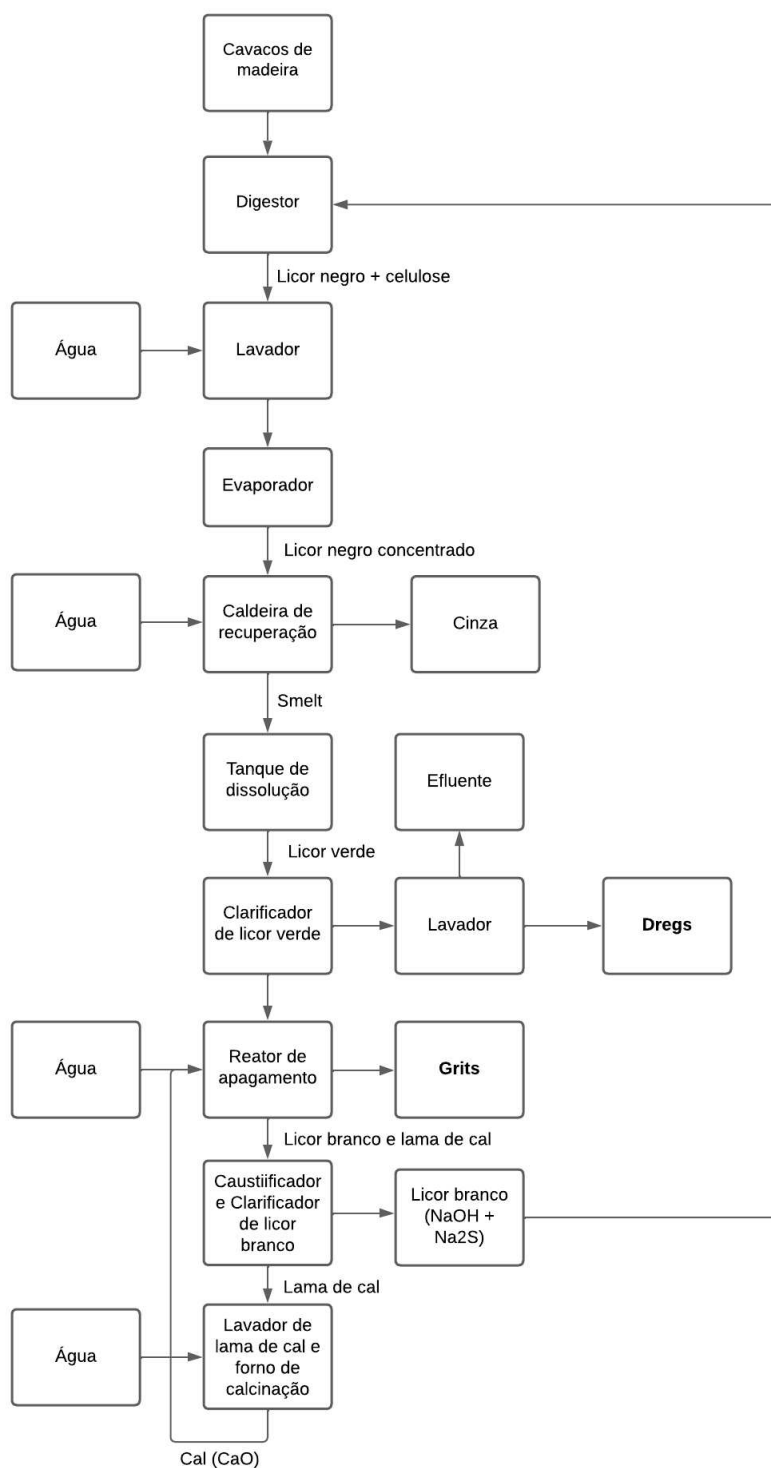 Cavacos de
madeira
Digestor
Licor negro + celulose
Água
Lavador
Evaporador
Licor negro concentrado
Água
Caldeira de
recuperação
Cinza
Smelt
Tanque de
dissolução
Efluente
Licor verde
Clarificador
de licor verde
Lavador
Dregs
Água
Reator de
apagamento
Grits
Licor branco e lama de cal
Caustiificador
e Clarificador
de licor
branco
Licor branco
(NaOH +
Na2S)
Lama de cal
Água
Lavador de
lama de cal e
forno de
calcinação
Cal (CaO)